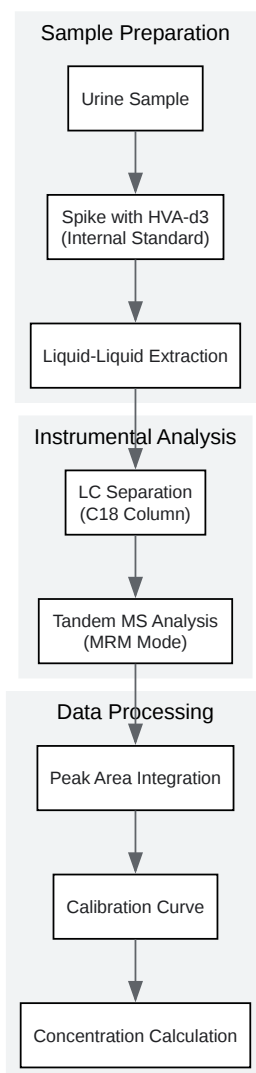 Sample Preparation
Urine Sample
Spike with HVA-d3
(Internal Standard)
Liquid-Liquid Extraction
Instrumental Analysis
LC Separation
(C18 Column)
Tandem MS Analysis
(MRM Mode)
Data Processing
Peak Area Integration
Calibration Curve
Concentration Calculation